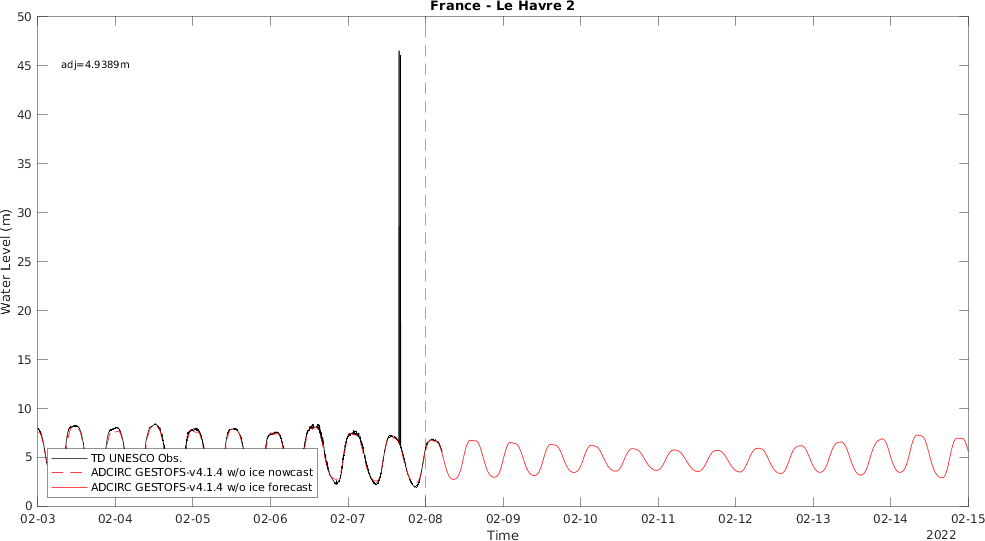 France - Le Havre 2
50
45
40
35
30
25
20
15
10
5
0
Water Level (m)
adj=4.9389m
TD UNESCO Obs.
ADCIRC GESTOFS-v4.1.4 w/o ice nowcast
ADCIRC GESTOFS-v4.1.4 w/o ice forecast
02-03 02-04 02-05 02-06 02-07 02-08 02-09 02-10 02-11 02-12 02-13 02-14 02-15
Time
2022